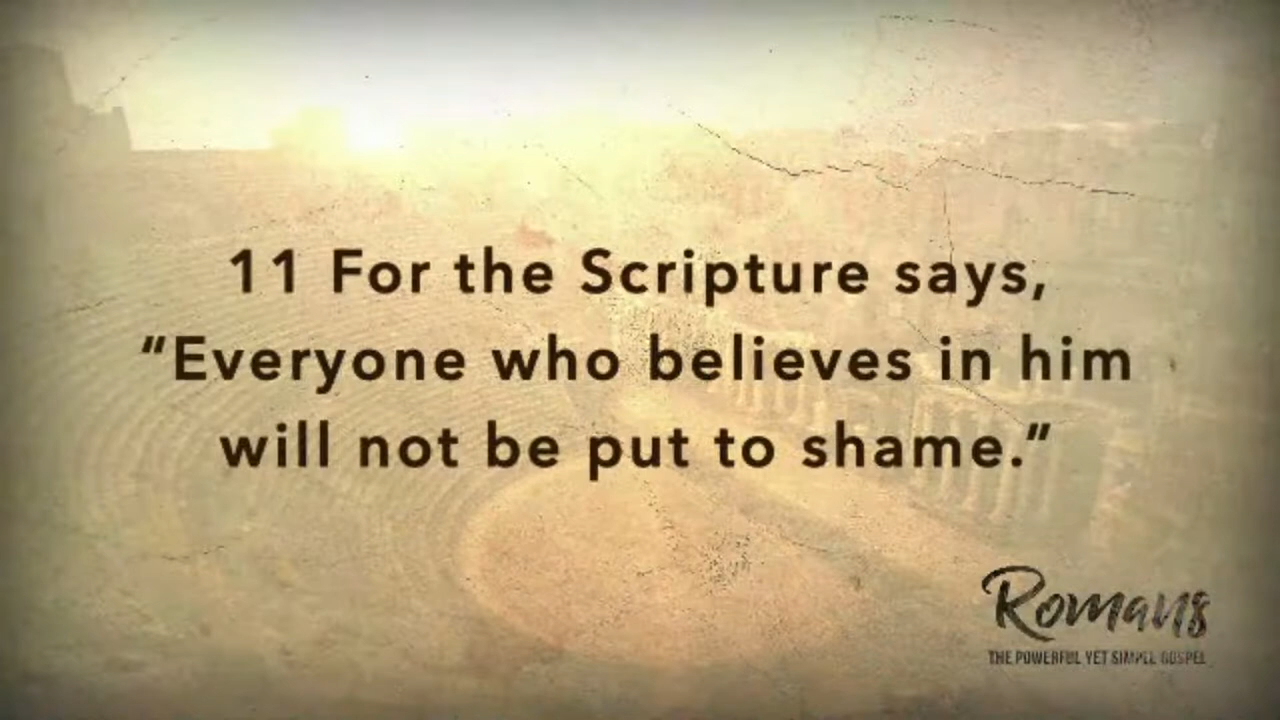 11 For the Scripture says,
“Everyone who believes in him
will not be put to shame.”
Romans
THE POWERFUL YET SIMPEL GOSPEL